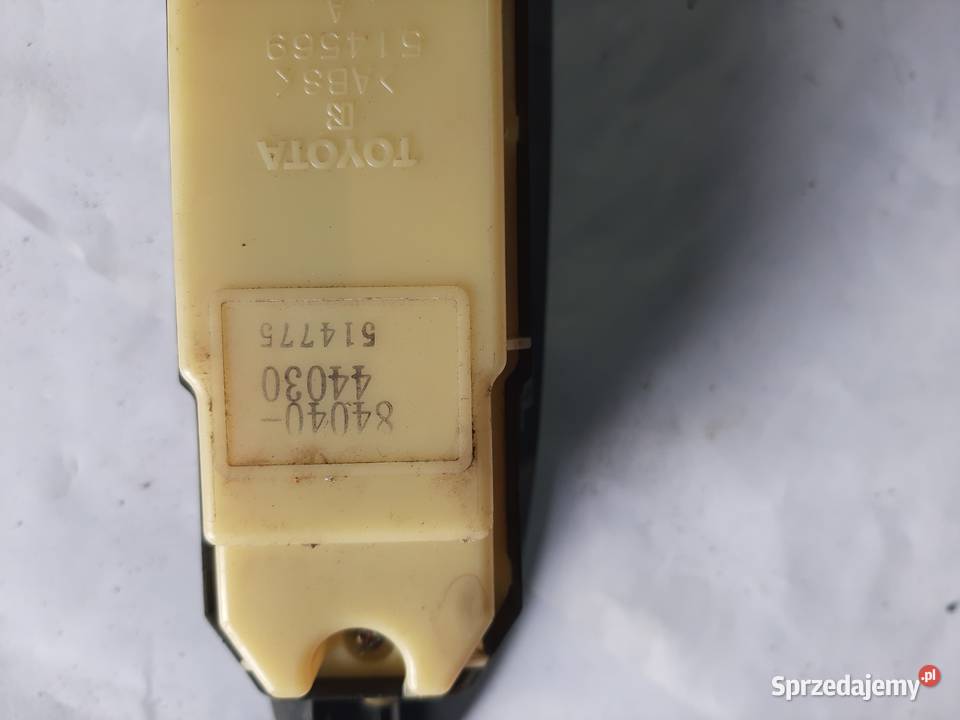 84040-
44030
514775
TOYOTA
>ABS<
514569
A
Sprzedajemy.pl